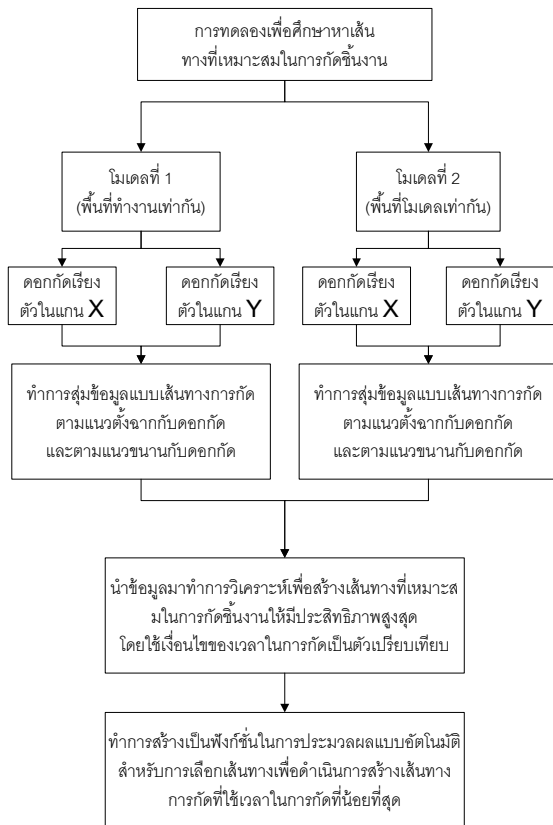 การทดลองเพื่อศึกษาหาเส้น
ทางที่เหมาะสมในการกัดชิ้นงาน
โมเดลที่ 1
(พื้นที่ทำงานเท่ากัน)
โมเดลที่ 2
(พื้นที่โมเดลเท่ากัน)
ดอกกัดเรียง
ตัวในแกน X
ดอกกัดเรียง
ตัวในแกน Y
ดอกกัดเรียง
ตัวในแกน X
ดอกกัดเรียง
ตัวในแกน Y
ทำการสุ่มข้อมูลแบบเส้นทางการกัด
ตามแนวตั้งฉากกับดอกกัด
และตามแนวขนานกับดอกกัด
ทำการสุ่มข้อมูลแบบเส้นทางการกัด
ตามแนวตั้งฉากกับดอกกัด
และตามแนวขนานกับดอกกัด
นำข้อมูลมาทำการวิเคราะห์เพื่อสร้างเส้นทางที่เหมาะส
มในการกัดชิ้นงานให้มีประสิทธิภาพสูงสุด
โดยใช้เงื่อนไขของเวลาในการกัดเป็นตัวเปรียบเทียบ
ทำการสร้างเป็นฟังก์ชั่นในการประมวลผลแบบอัตโนมัติ
สำหรับการเลือกเส้นทางเพื่อดำเนินการสร้างเส้นทาง
การกัดที่ใช้เวลาในการกัดที่น้อยที่สุด